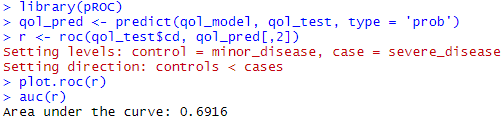 > library(pROC)
> qol_pred <- predict(qol_model, qol_test, type = 'prob')
> r <- roc(qol_test$cd, qol_pred[,2])
Setting levels: control = minor_disease, case = severe_disease
Setting direction: controls < cases
> plot.roc(r)
> auc(r)
Area under the curve: 0.6916